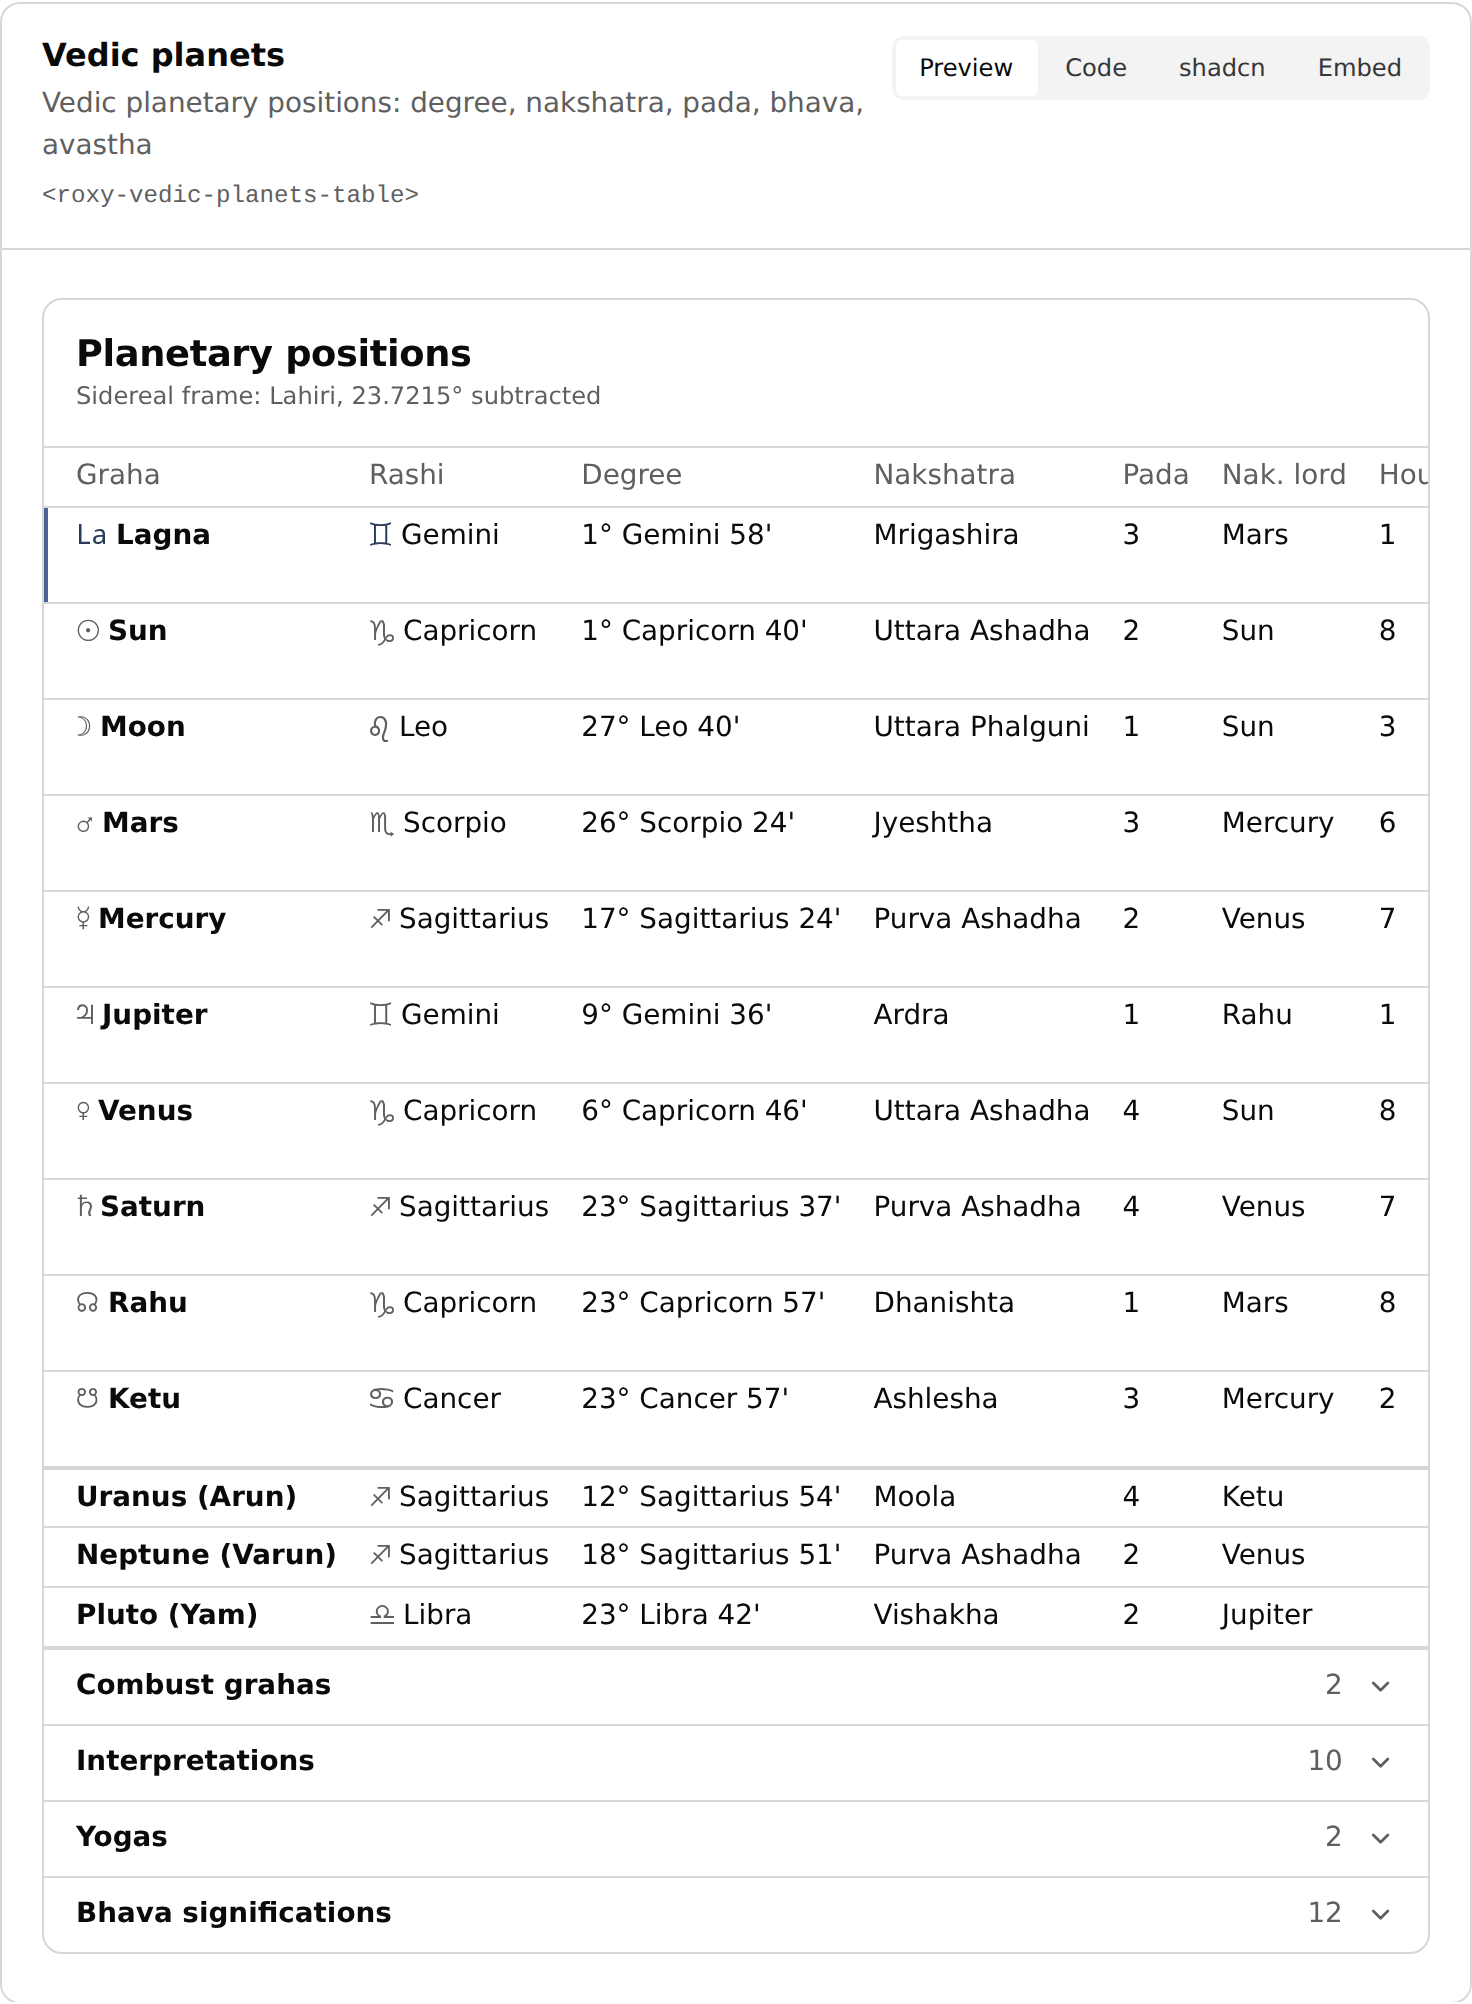 Vedic planets
Preview Code shadcn Embed
Vedic planetary positions: degree, nakshatra, pada, bhava,
avastha
<roxy-vedic-planets-table>
Planetary positions
Sidereal frame: Lahiri, 23.7215° subtracted
Graha Rashi Degree Nakshatra Pada Nak. lord Hou
La Lagna ♊ Gemini 1° Gemini 58' Mrigashira 3 Mars 1
☉ Sun ♑ Capricorn 1° Capricorn 40' Uttara Ashadha 2 Sun 8
☽ Moon ♌ Leo 27° Leo 40' Uttara Phalguni 1 Sun 3
♂ Mars ♏ Scorpio 26° Scorpio 24' Jyeshtha 3 Mercury 6
☿ Mercury ♐ Sagittarius 17° Sagittarius 24' Purva Ashadha 2 Venus 7
♃ Jupiter ♊ Gemini 9° Gemini 36' Ardra 1 Rahu 1
♀ Venus ♑ Capricorn 6° Capricorn 46' Uttara Ashadha 4 Sun 8
♄ Saturn ♐ Sagittarius 23° Sagittarius 37' Purva Ashadha 4 Venus 7
☊ Rahu ♑ Capricorn 23° Capricorn 57' Dhanishta 1 Mars 8
☋ Ketu ♋ Cancer 23° Cancer 57' Ashlesha 3 Mercury 2
Uranus (Arun) ♐ Sagittarius 12° Sagittarius 54' Moola 4 Ketu
Neptune (Varun) ♐ Sagittarius 18° Sagittarius 51' Purva Ashadha 2 Venus
Pluto (Yam) ♎ Libra 23° Libra 42' Vishakha 2 Jupiter
Combust grahas 2
Interpretations 10
Yogas 2
Bhava significations 12